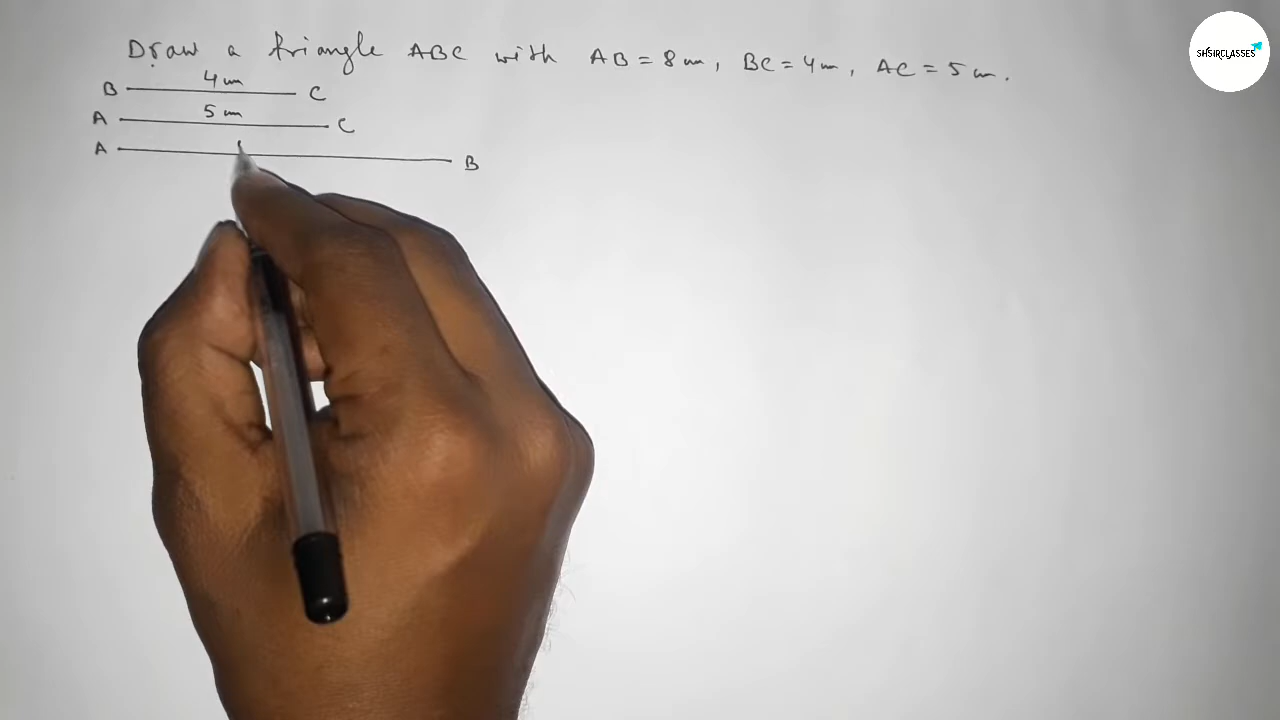 Draw a triangle ABC with AB = 8 cm, BC = 4 cm, AC = 5 cm.
B 4 cm C
A 5 cm C
A B
SHSIRCLASSES